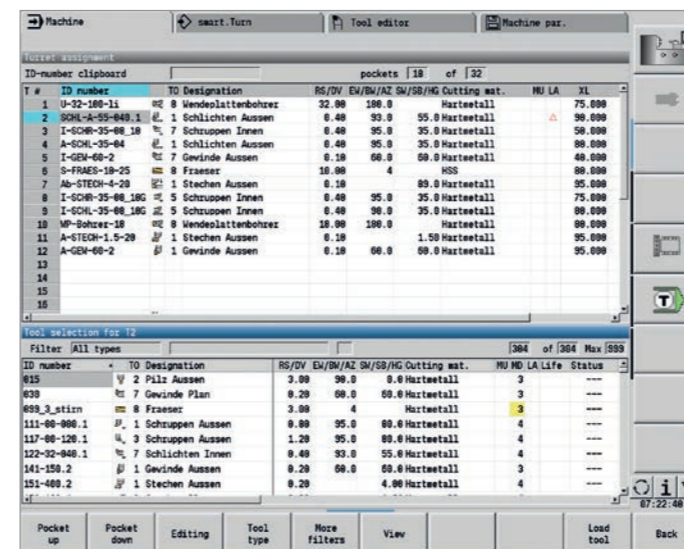 Machine smart.Turn Tool editor Machine par.
Turret assignment
ID-number clipboard pockets 18 of 32
T # ID number TO Designation RS/DV EW/BW/AZ SW/SB/HG Cutting mat. MU LA XL
1 U-32-100-li 8 Wendeplattenbohrer 32.00 180.0 Hartmetall 75.000
2 SCHL-A-55-040.1 1 Schlichten Aussen 0.40 93.0 55.0 Hartmetall 90.000
3 I-SCHR-35-08_10 7 Schruppen Innen 0.40 95.0 35.0 Hartmetall 50.000
4 A-SCHL-35-04 1 Schlichten Aussen 0.40 95.0 35.0 Hartmetall 80.000
5 I-GEW-60-2 7 Gewinde Aussen 0.10 60.0 60.0 Hartmetall 40.000
6 S-FRAES-10-25 8 Fraeser 10.00 4 HSS 80.000
7 Ab-STECH-4-20 1 Stechen Aussen 0.10 89.0 Hartmetall 95.000
8 I-SCHR-35-08_10G 5 Schruppen Innen 0.40 95.0 35.0 Hartmetall 75.000
9 I-SCHL-35-08_10G 5 Schruppen Innen 0.40 90.0 35.0 Hartmetall 80.000
10 WP-Bohrer-18 8 Wendeplattenbohrer 18.00 180.0 Hartmetall 80.000
11 A-STECH-1.5-20 1 Stechen Aussen 0.10 1.50 Hartmetall 95.000
12 A-GEW-60-2 1 Gewinde Aussen 0.10 60.0 60.0 Hartmetall 95.000
13
14
15
16
Tool selection for T2
Filter All types 304 of 304 Max 999
ID number TO Designation RS/DV EW/BW/AZ SW/SB/HG Cutting mat. MU MD LA Life Status
015 2 Pilz Aussen 3.00 90.0 0.0 Hartmetall 3 ---
030 7 Gewinde Plan 0.20 60.0 60.0 Hartmetall 3 ---
099_3_stirn 8 Fraeser 3.00 4 Hartmetall 3 ---
111-80-080.1 1 Schruppen Aussen 0.80 95.0 80.0 Hartmetall 4 ---
117-80-120.1 3 Schruppen Aussen 1.20 95.0 80.0 Hartmetall 4 ---
122-32-040.1 7 Schlichten Innen 0.40 93.0 55.0 Hartmetall 4 ---
141-150.2 1 Gewinde Aussen 0.20 60.0 60.0 Hartmetall 3 ---
151-400.2 1 Stechen Aussen 0.20 4.00 Hartmetall 4 ---
T
i
07:22:40
Pocket up Pocket down Editing Tool type More filters View Load tool Back